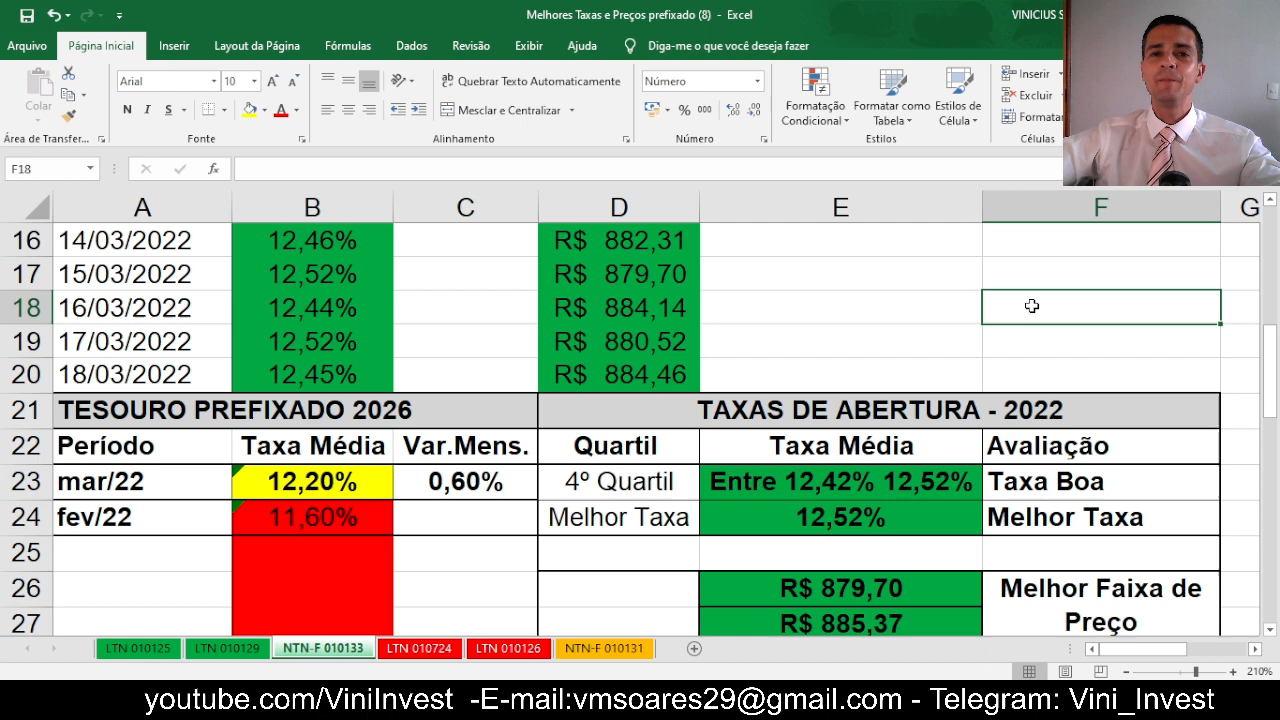 Melhores Taxas e Preços prefixado (8) - Excel
VINICIUS S
Arquivo Página Inicial Inserir Layout da Página Fórmulas Dados Revisão Exibir Ajuda Diga-me o que você deseja fazer
Colar
Área de Transfer...
Arial 10
N I S
Fonte
Quebrar Texto Automaticamente
Mesclar e Centralizar
Alinhamento
Número
% 000
Número
Formatação Condicional
Formatar como Tabela
Estilos de Célula
Estilos
Inserir
Excluir
Formatar
Células
F18 fx
A B C D E F G
16 14/03/2022 12,46% R$ 882,31
17 15/03/2022 12,52% R$ 879,70
18 16/03/2022 12,44% R$ 884,14
19 17/03/2022 12,52% R$ 880,52
20 18/03/2022 12,45% R$ 884,46
21 TESOURO PREFIXADO 2026 TAXAS DE ABERTURA - 2022
22 Período Taxa Média Var.Mens. Quartil Taxa Média Avaliação
23 mar/22 12,20% 0,60% 4º Quartil Entre 12,42% 12,52% Taxa Boa
24 fev/22 11,60% Melhor Taxa 12,52% Melhor Taxa
25
26 R$ 879,70 Melhor Faixa de
27 R$ 885,37 Preço
LTN 010125 LTN 010129 NTN-F 010133 LTN 010724 LTN 010126 NTN-F 010131
210%
youtube.com/ViniInvest -E-mail:vmsoares29@gmail.com - Telegram: Vini_Invest